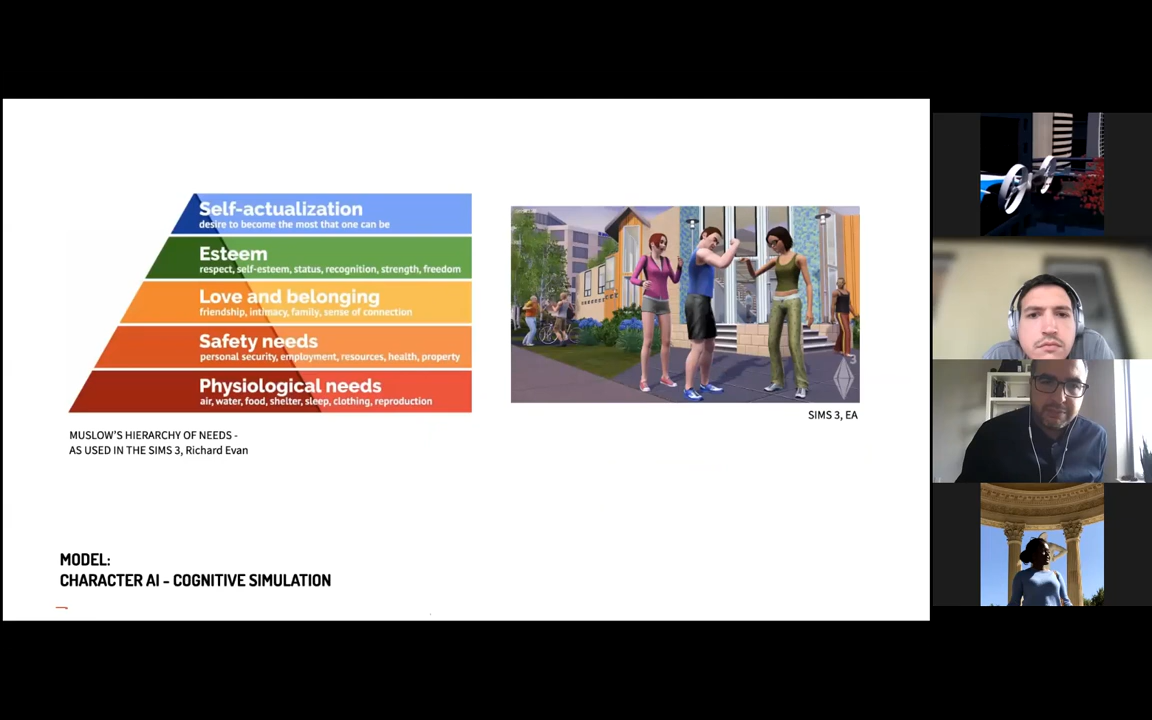 Self-actualization
desire to become the most that one can be
Esteem
respect, self-esteem, status, recognition, strength, freedom
Love and belonging
friendship, intimacy, family, sense of connection
Safety needs
personal security, employment, resources, health, property
Physiological needs
air, water, food, shelter, sleep, clothing, reproduction
MUSLOW'S HIERARCHY OF NEEDS -
AS USED IN THE SIMS 3, Richard Evan
3
SIMS 3, EA
MODEL:
CHARACTER AI - COGNITIVE SIMULATION